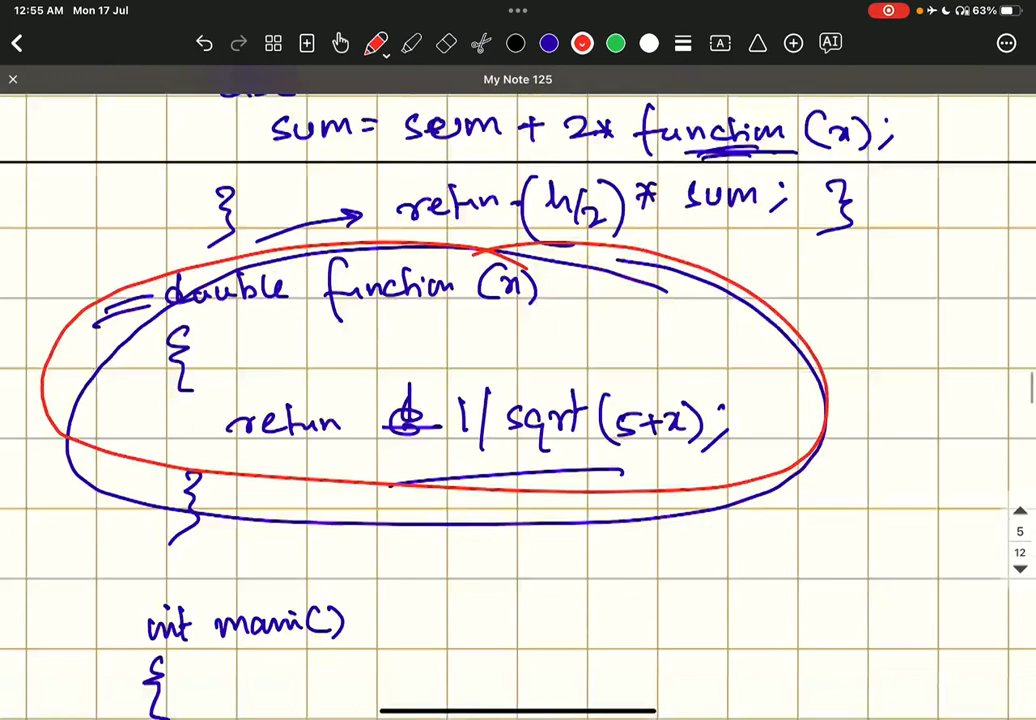 12:55 AM Mon 17 Jul
63%
A
AI
My Note 125
sum = sum + 2* function (x);
} return (h/2) * sum; }
double function (x)
{
return 1/sqrt(5+x);
}
5
12
int main()
{